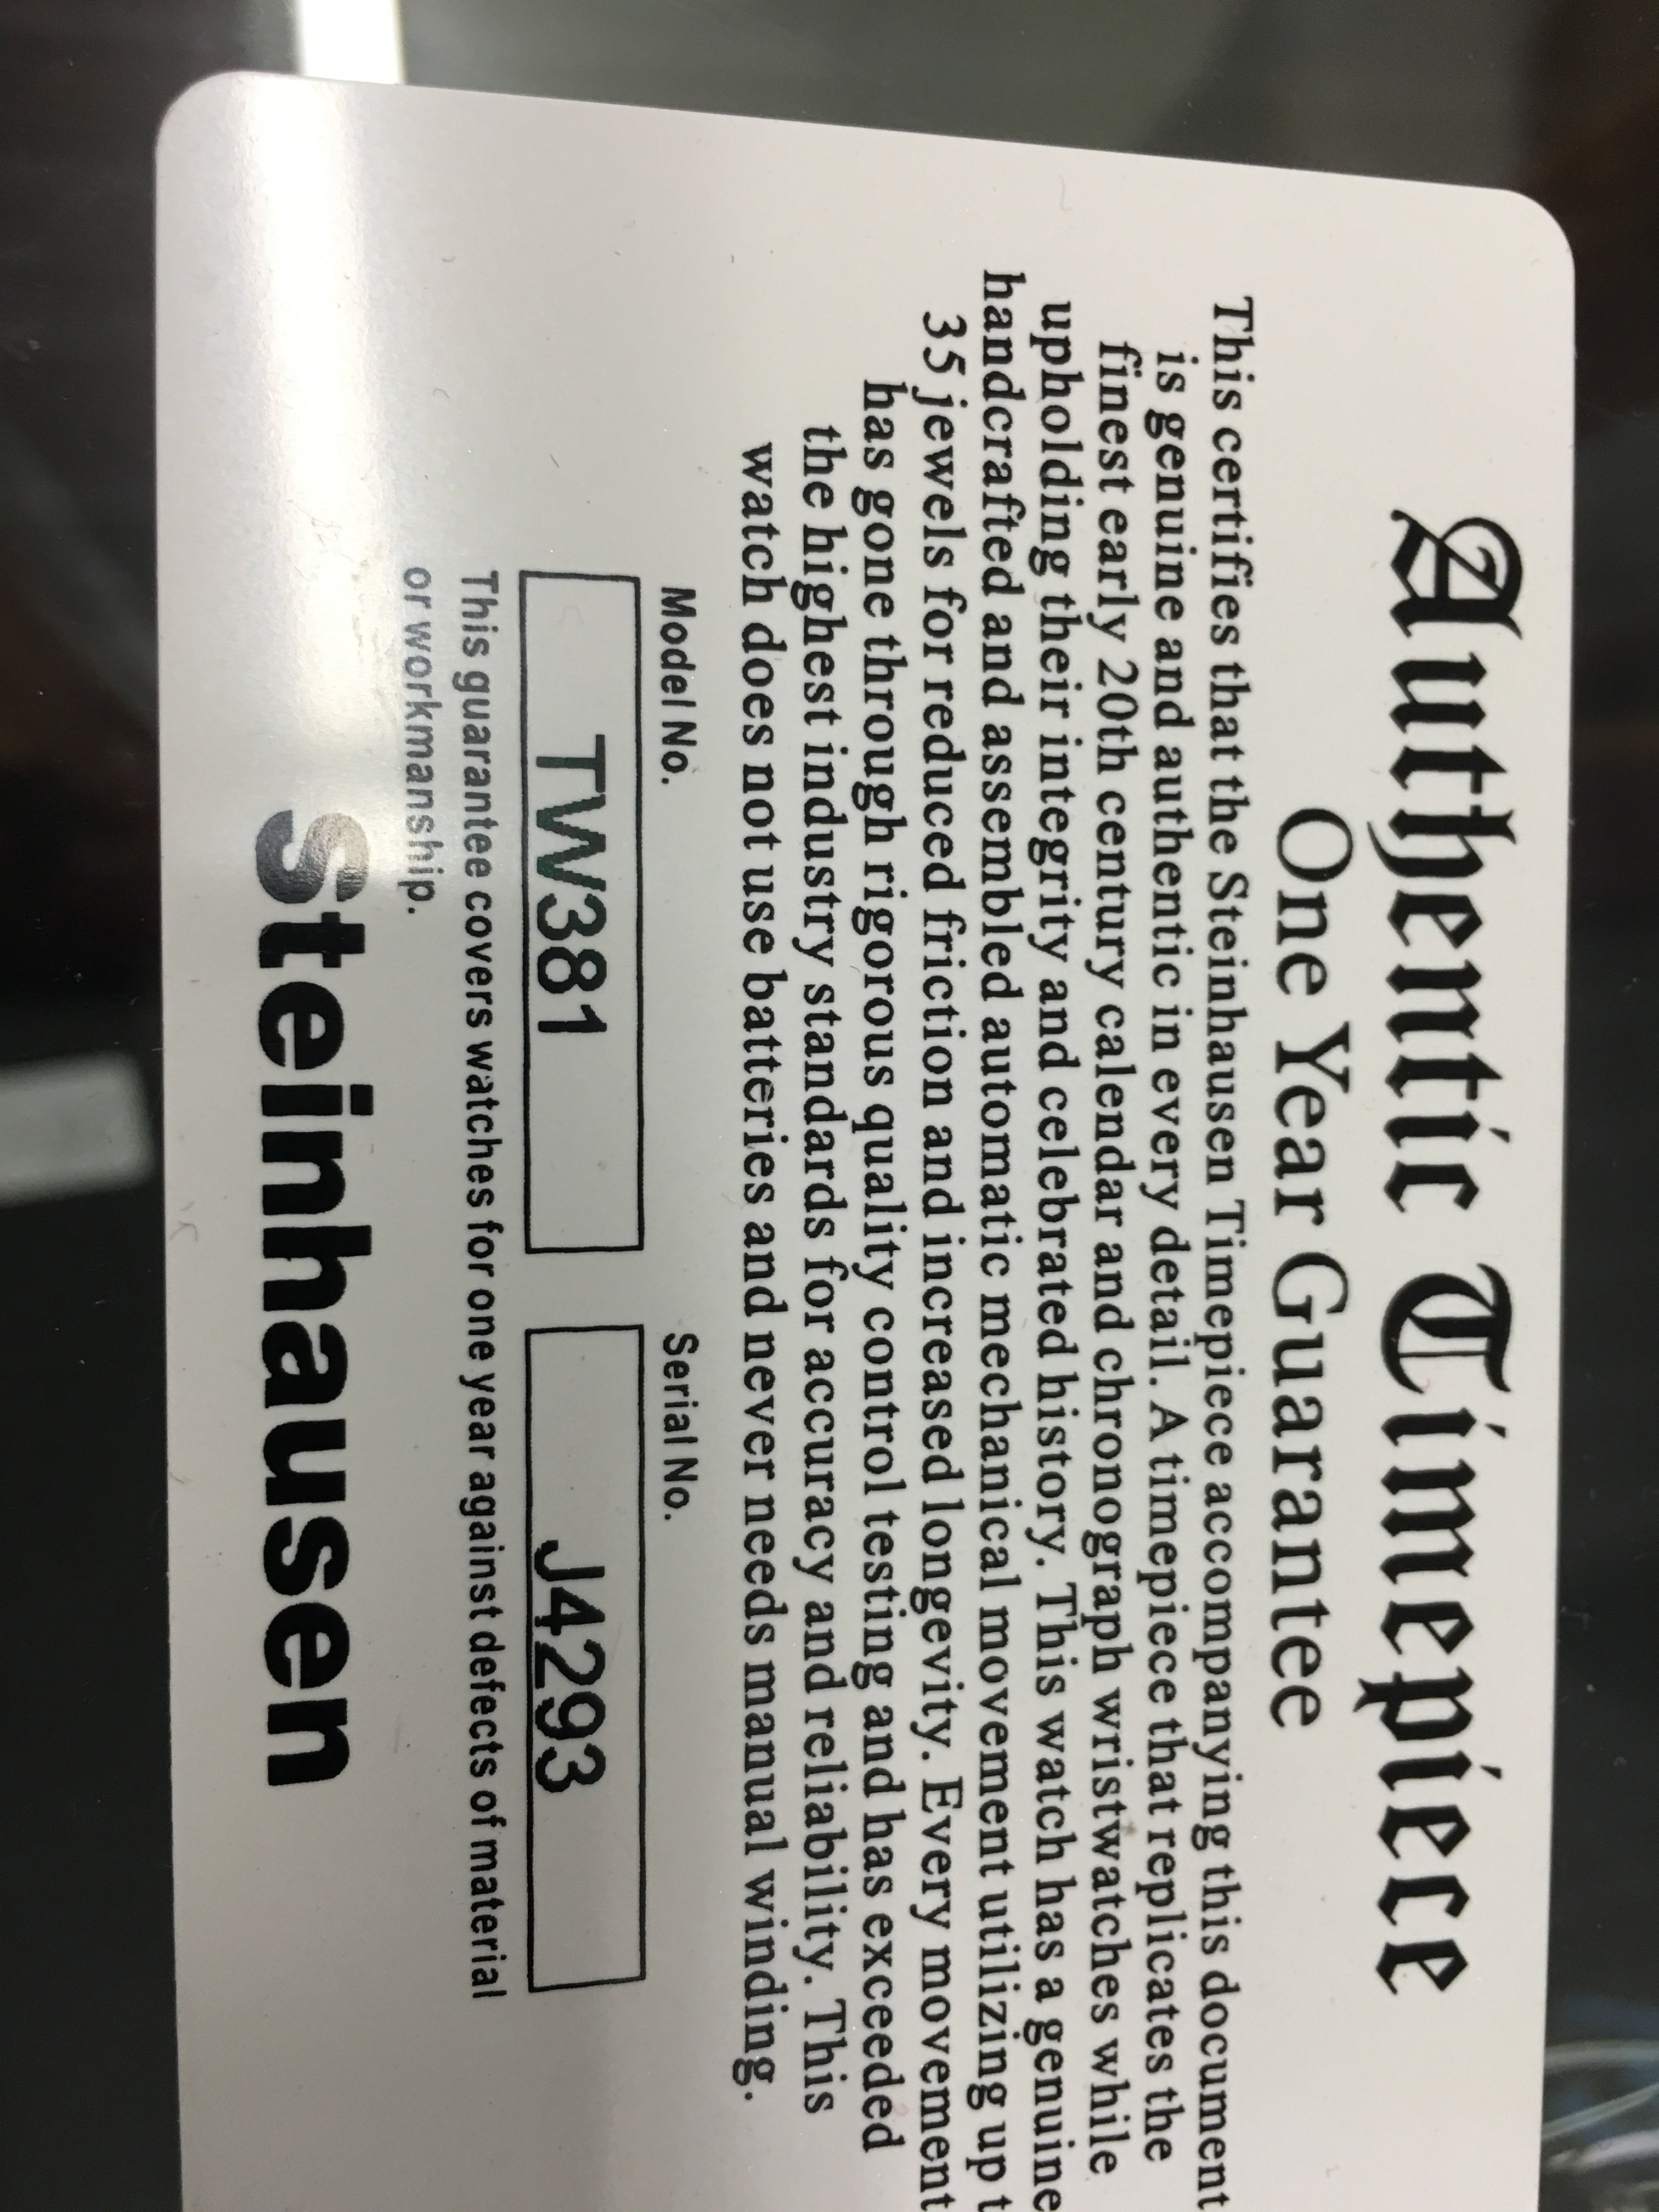 Authentic Timepiece
One Year Guarantee
This certifies that the Steinhausen Timepiece accompanying this document
is genuine and authentic in every detail. A timepiece that replicates the
finest early 20th century calendar and chronograph wristwatches while
upholding their integrity and celebrated history. This watch has a genuine
handcrafted and assembled automatic mechanical movement utilizing up
35 jewels for reduced friction and increased longevity. Every movement
has gone through rigorous quality control testing and has exceeded
the highest industry standards for accuracy and reliability. This
watch does not use batteries and never needs manual winding.
Model No. Serial No.
TW381 J4293
This guarantee covers watches for one year against defects of material
or workmanship.
Steinhausen